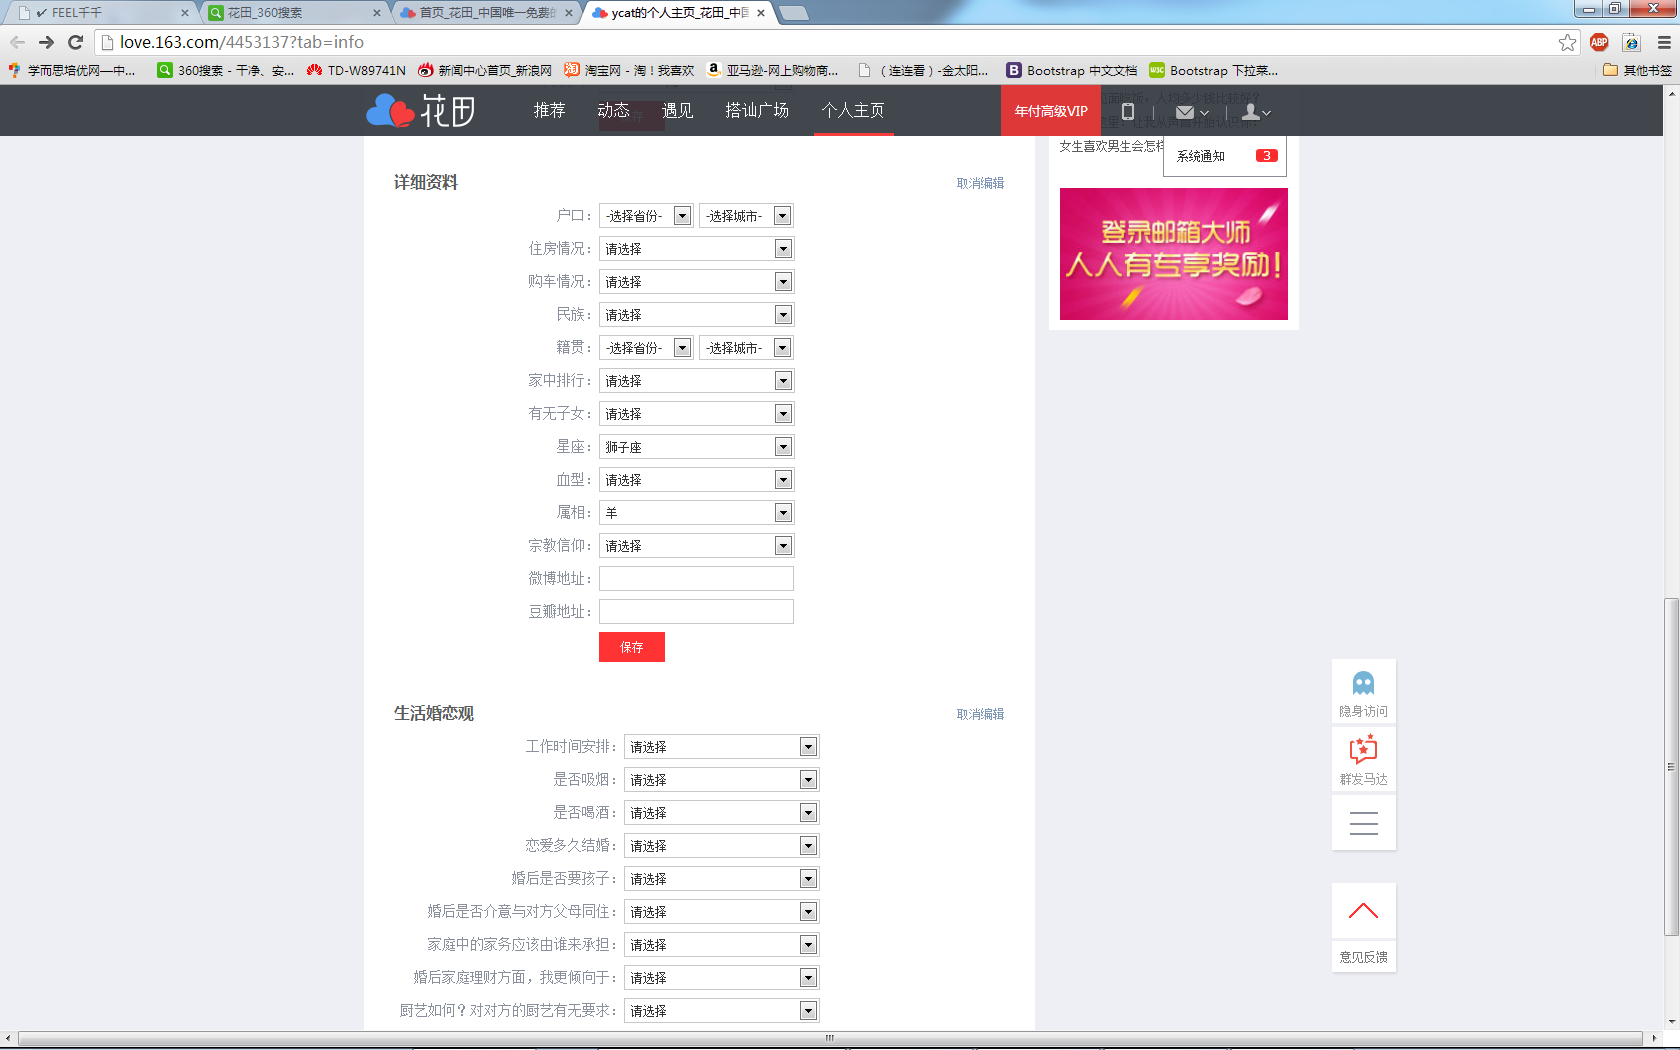 FEEL千千
花田_360搜索
首页_花田_中国唯一免费的
ycat的个人主页_花田_中国
love.163.com/4453137?tab=info
ABP
学而思培优网—中...
360搜索 - 干净、安...
TD-W89741N
新闻中心首页_新浪网
淘宝网 - 淘！我喜欢
亚马逊-网上购物商...
（连连看）-金太阳...
Bootstrap 中文文档
Bootstrap 下拉菜...
其他书签
花田
推荐
动态
遇见
搭讪广场
个人主页
年付高级VIP
女生喜欢男生会怎样
系统通知 3
登录邮箱大师
人人有专享奖励！
详细资料
取消编辑
户口： -选择省份- -选择城市-
住房情况： 请选择
购车情况： 请选择
民族： 请选择
籍贯： -选择省份- -选择城市-
家中排行： 请选择
有无子女： 请选择
星座： 狮子座
血型： 请选择
属相： 羊
宗教信仰： 请选择
微博地址：
豆瓣地址：
保存
生活婚恋观
取消编辑
工作时间安排： 请选择
是否吸烟： 请选择
是否喝酒： 请选择
恋爱多久结婚： 请选择
婚后是否要孩子： 请选择
婚后是否介意与对方父母同住： 请选择
家庭中的家务应该由谁来承担： 请选择
婚后家庭理财方面，我更倾向于： 请选择
厨艺如何？对对方的厨艺有无要求： 请选择
隐身访问
群发马达
意见反馈